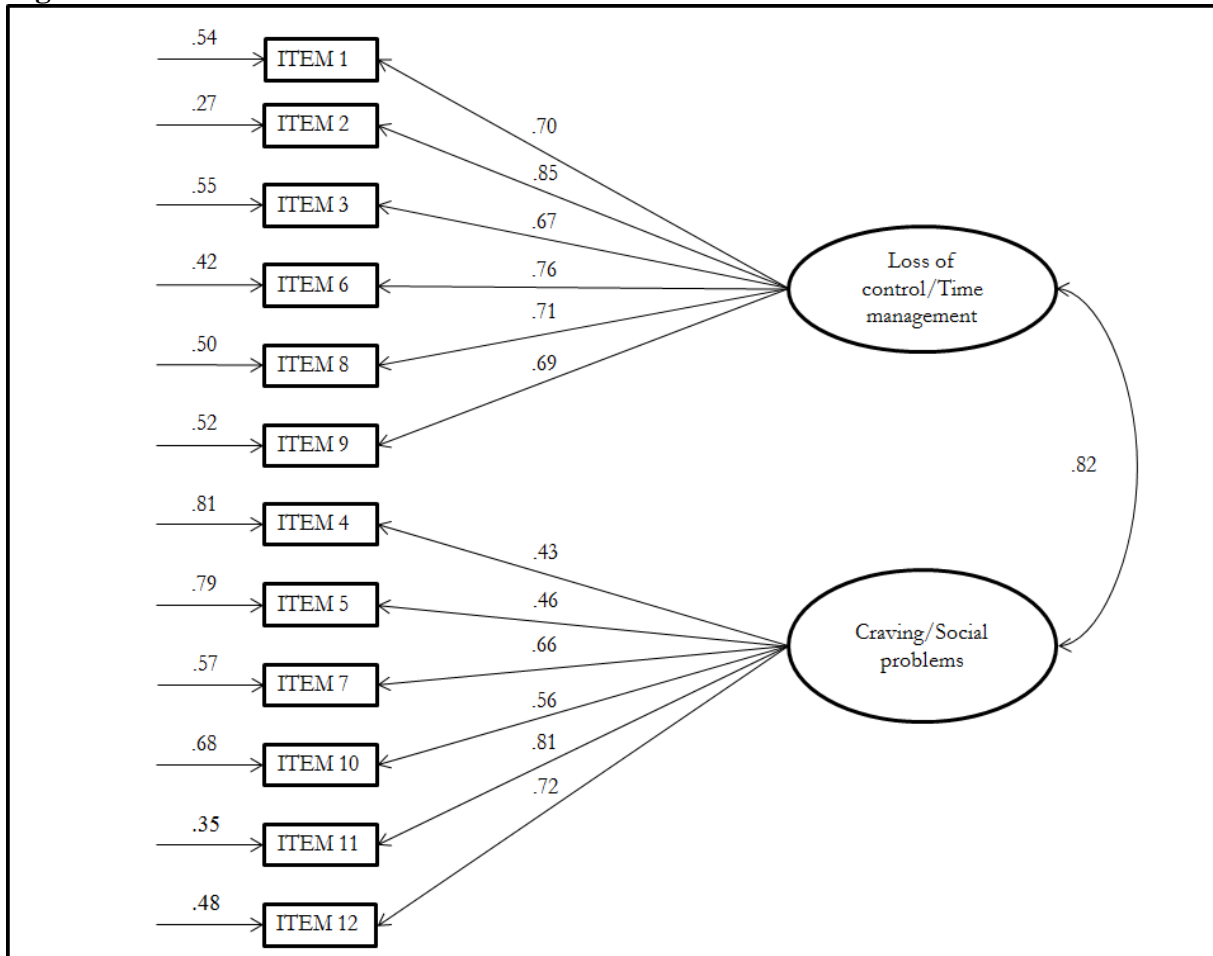 .54
ITEM 1
.27
ITEM 2
.70
.85
.55
ITEM 3
.67
.42
ITEM 6
.76
Loss of
control/Time
management
.71
.50
ITEM 8
.69
.52
ITEM 9
.82
.81
ITEM 4
.43
.79
ITEM 5
.46
.66
Craving/Social
problems
.57
ITEM 7
.56
.68
ITEM 10
.81
.72
.35
ITEM 11
.48
ITEM 12